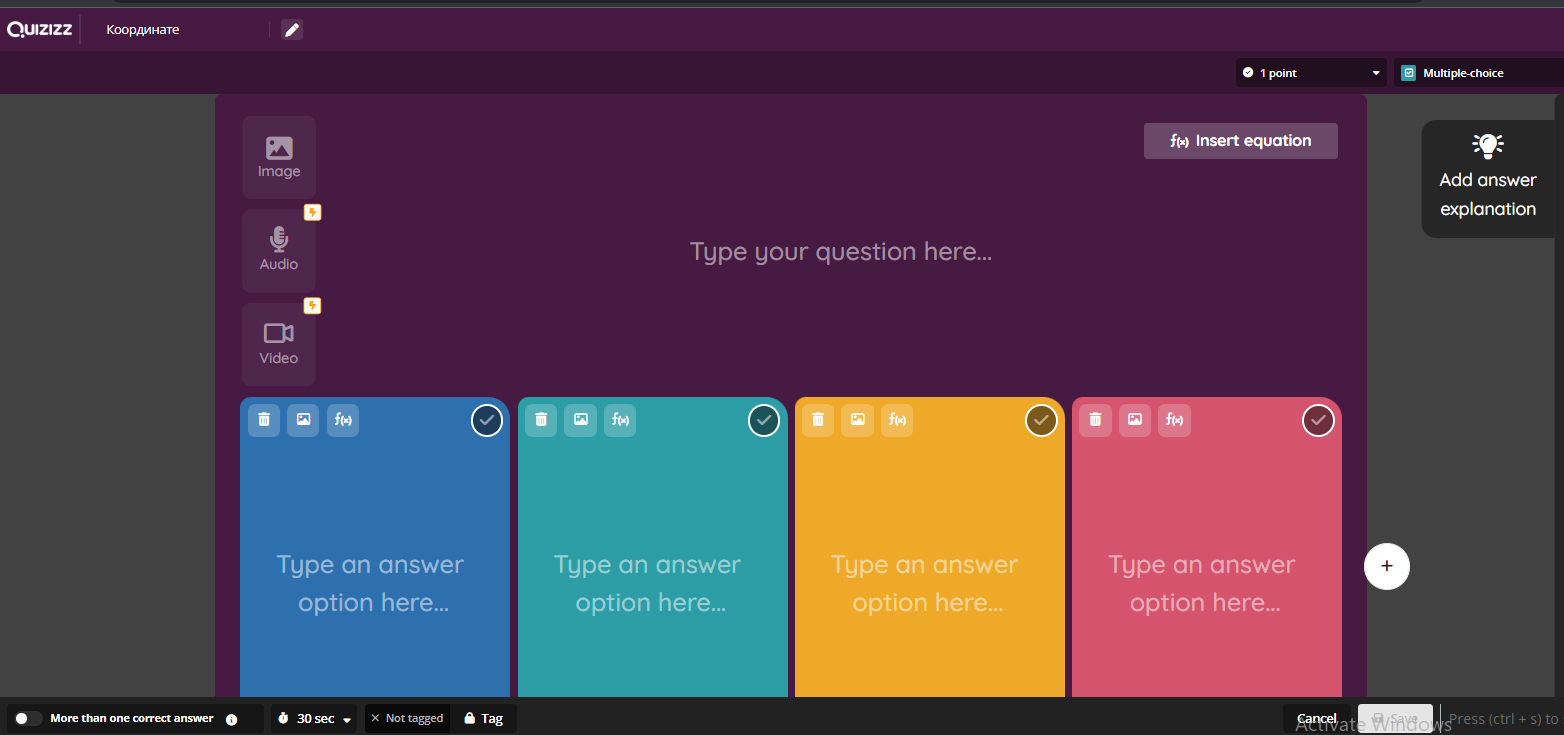 QUIZIZZ
Координате
1 point
Multiple-choice
Image
f(x) Insert equation
Add answer
explanation
Audio
Type your question here...
Video
f(x)
f(x)
f(x)
f(x)
Type an answer
option here...
Type an answer
option here...
Type an answer
option here...
Type an answer
option here...
+
More than one correct answer
30 sec
Not tagged
Tag
Cancel
Save
Press (ctrl + s) to
Activate Windows